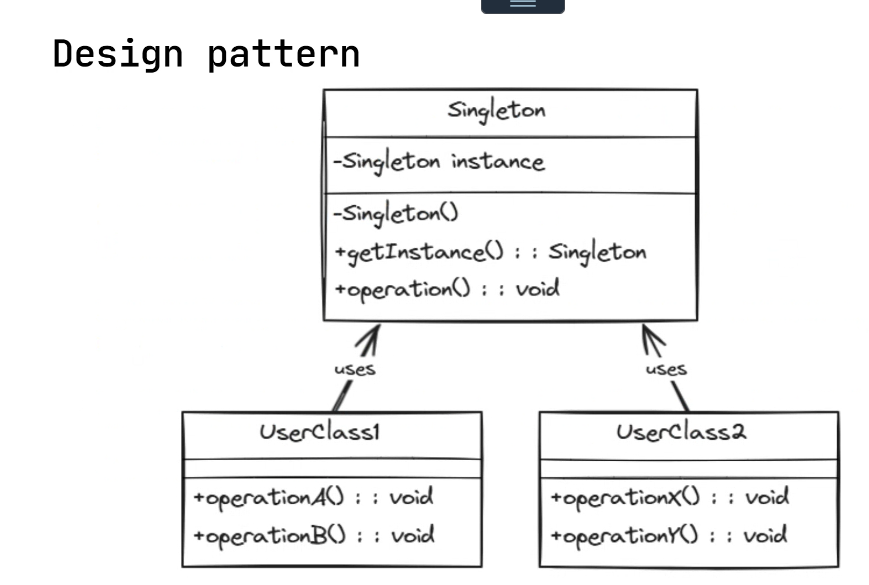 Design pattern
Singleton
-Singleton instance
-Singleton()
+getInstance() : : Singleton
+operation() : : void
uses
uses
UserClass1
+operationA() : : void
+operationB() : : void
UserClass2
+operationX() : : void
+operationY() : : void